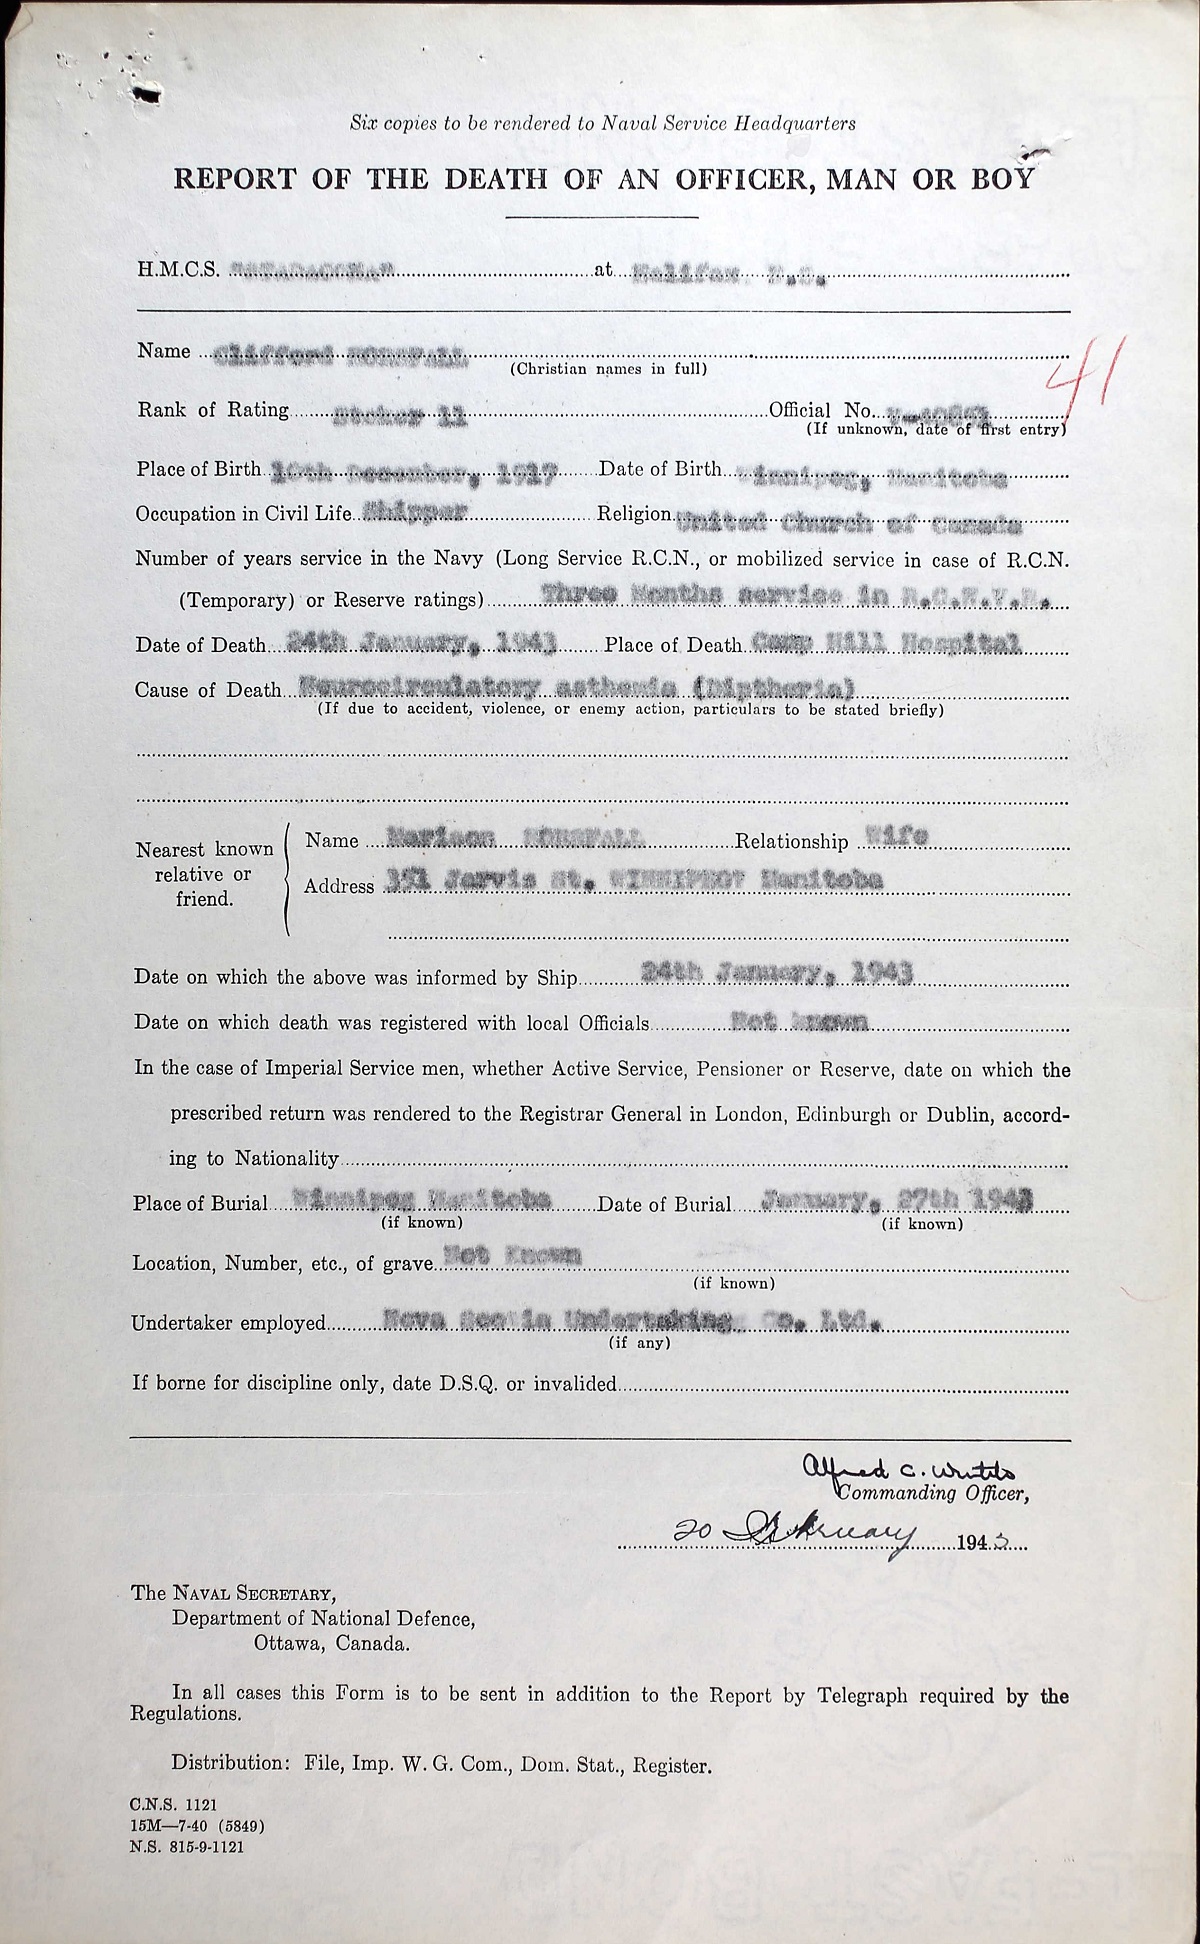 Six copies to be rendered to Naval Service Headquarters
REPORT OF THE DEATH OF AN OFFICER, MAN OR BOY
H.M.C.S. STADACONA at Halifax N.S.
Name Clifford HORSFALL
(Christian names in full)
41
Rank of Rating Stoker 11 Official No.
(If unknown, date of first entry)
Place of Birth 10th December, 1917 Date of Birth Winnipeg, Manitoba
Occupation in Civil Life Shipper Religion United Church of Canada
Number of years service in the Navy (Long Service R.C.N., or mobilized service in case of R.C.N.
(Temporary) or Reserve ratings) Three Months service in R.C.N.V.R.
Date of Death 24th January, 1943 Place of Death Camp Hill Hospital
Cause of Death Neurocirculatory asthemia (Diptheria)
(If due to accident, violence, or enemy action, particulars to be stated briefly)
Nearest known relative or friend.
Name HORSFALL Relationship Wife
Address 351 Jarvis St. WINNIPEG Manitoba
Date on which the above was informed by Ship 24th January, 1943
Date on which death was registered with local Officials Not known
In the case of Imperial Service men, whether Active Service, Pensioner or Reserve, date on which the
prescribed return was rendered to the Registrar General in London, Edinburgh or Dublin, accord-
ing to Nationality
Place of Burial Winnipeg Manitoba Date of Burial January, 27th 1943
(if known) (if known)
Location, Number, etc., of grave Not Known
(if known)
Undertaker employed Nova Scotia Undertaking Co. Ltd.
(if any)
If borne for discipline only, date D.S.Q. or invalided
Alfred C.
Commanding Officer,
20 February 1943
The NAVAL SECRETARY,
Department of National Defence,
Ottawa, Canada.
In all cases this Form is to be sent in addition to the Report by Telegraph required by the
Regulations.
Distribution: File, Imp. W. G. Com., Dom. Stat., Register.
C.N.S. 1121
15M—7-40 (5849)
N.S. 815-9-1121